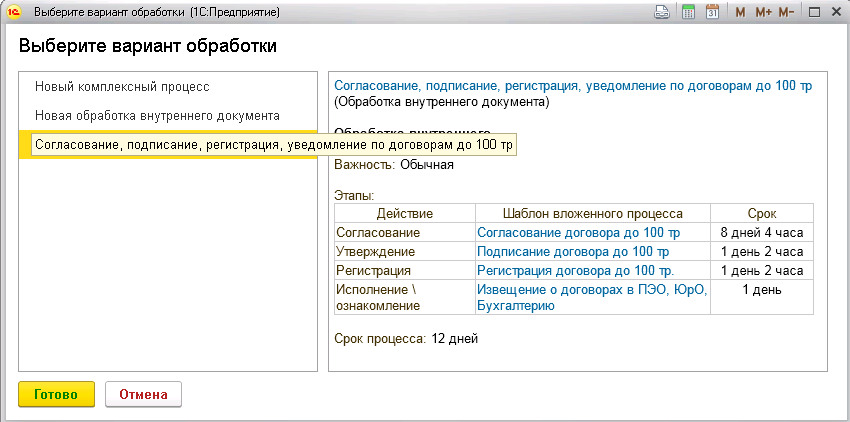 Выберите вариант обработки (1С:Предприятие)
31
M M+ M-
Выберите вариант обработки
Новый комплексный процесс
Новая обработка внутреннего документа
Согласование, подписание, регистрация, уведомление по договорам до 100 тр
Согласование, подписание, регистрация, уведомление по договорам до 100 тр
(Обработка внутреннего документа)
Важность: Обычная
Этапы:
Действие Шаблон вложенного процесса Срок
Согласование Согласование договора до 100 тр 8 дней 4 часа
Утверждение Подписание договора до 100 тр 1 день 2 часа
Регистрация Регистрация договора до 100 тр. 1 день 2 часа
Исполнение \ Извещение о договорах в ПЭО, ЮрО, 1 день
ознакомление Бухгалтерию
Срок процесса: 12 дней
Готово Отмена